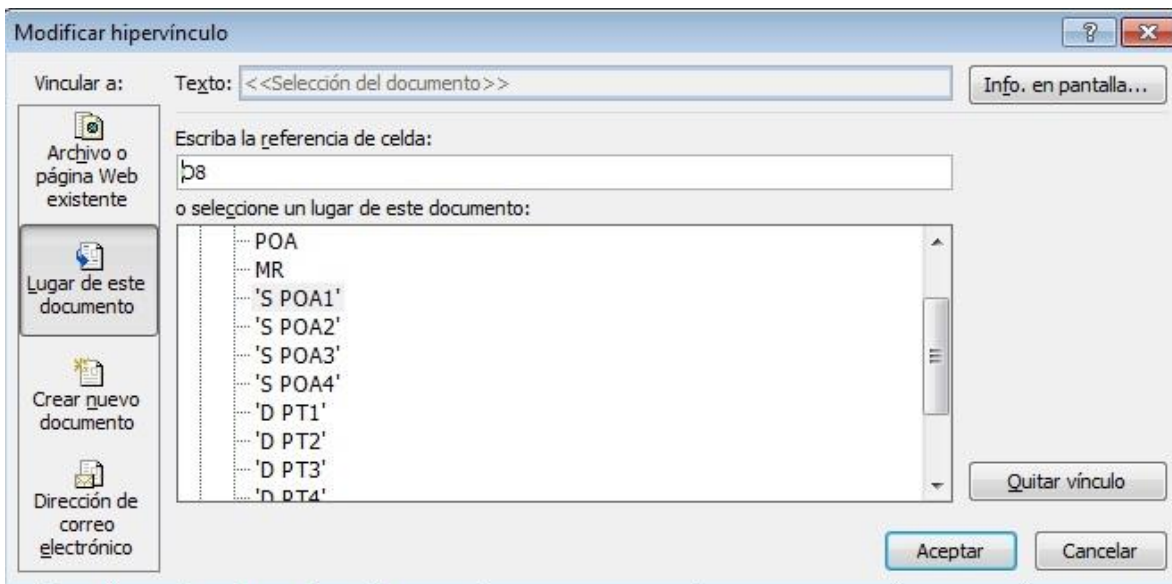 Modificar hipervínculo
Vincular a:
Texto: <<Selección del documento>>
Info. en pantalla...
Archivo o
página Web
existente
Lugar de este
documento
Crear nuevo
documento
Dirección de
correo
electrónico
Escriba la referencia de celda:
o seleccione un lugar de este documento:
POA
MR
'S POA1'
'S POA2'
'S POA3'
'S POA4'
'D PT1'
'D PT2'
'D PT3'
'D PT4'
Quitar vínculo
Aceptar
Cancelar